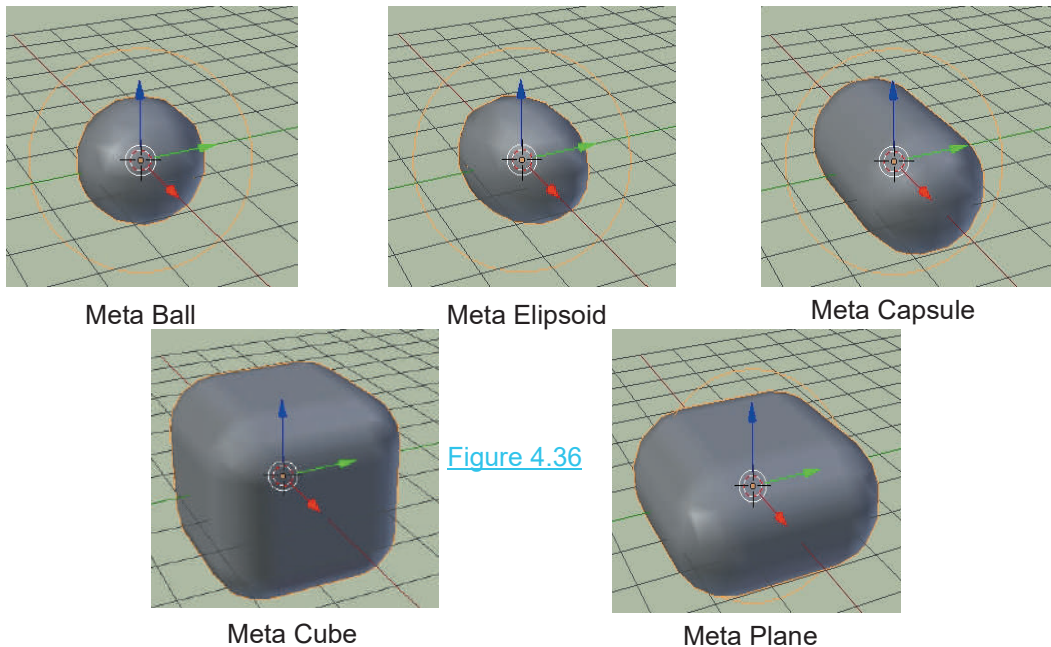 Meta Ball
Meta Elipsoid
Meta Capsule
Figure 4.36
Meta Cube
Meta Plane